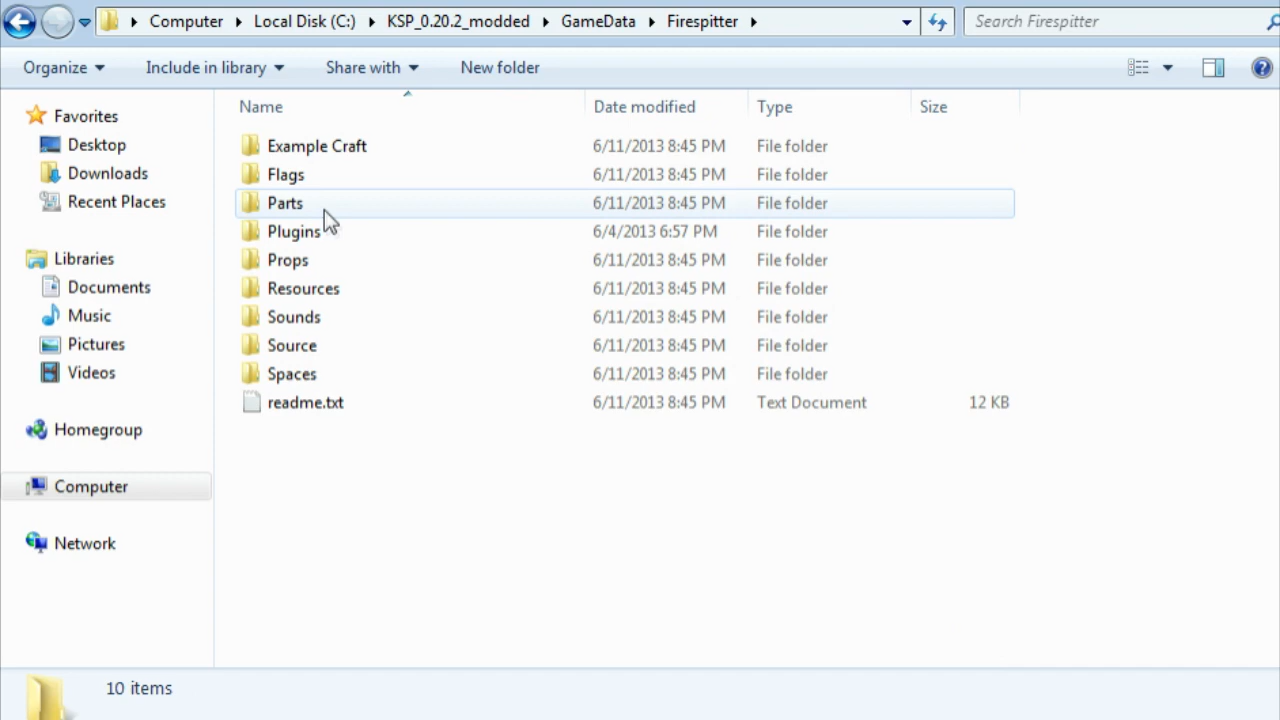 Computer Local Disk (C:) KSP_0.20.2_modded GameData Firespitter Search Firespitter
Organize Include in library Share with New folder
Name Date modified Type Size
Favorites
Desktop
Downloads
Recent Places
Libraries
Documents
Music
Pictures
Videos
Homegroup
Computer
Network
Example Craft 6/11/2013 8:45 PM File folder
Flags 6/11/2013 8:45 PM File folder
Parts 6/11/2013 8:45 PM File folder
Plugins 6/4/2013 6:57 PM File folder
Props 6/11/2013 8:45 PM File folder
Resources 6/11/2013 8:45 PM File folder
Sounds 6/11/2013 8:45 PM File folder
Source 6/11/2013 8:45 PM File folder
Spaces 6/11/2013 8:45 PM File folder
readme.txt 6/11/2013 8:45 PM Text Document 12 KB
10 items